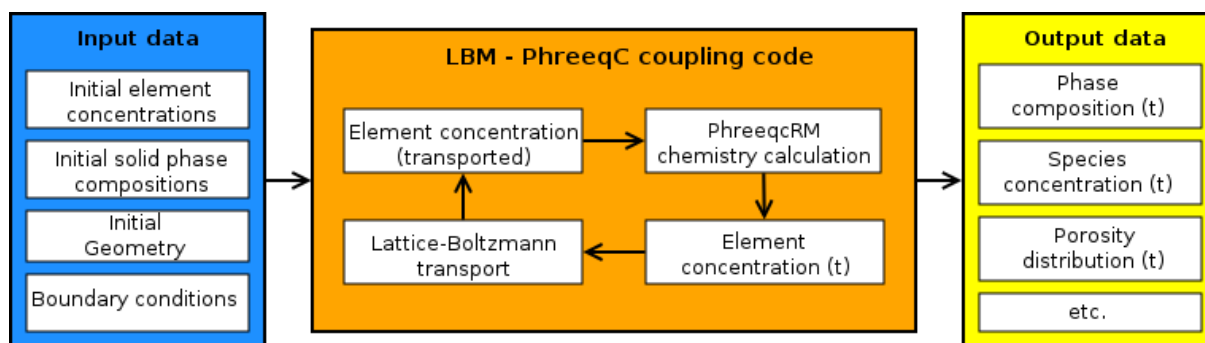 Input data
Initial element
concentrations
Initial solid phase
compositions
Initial
Geometry
Boundary conditions
LBM - PhreeqC coupling code
Element concentration
(transported)
PhreeqcRM
chemistry calculation
Lattice-Boltzmann
transport
Element
concentration (t)
Output data
Phase
composition (t)
Species
concentration (t)
Porosity
distribution (t)
etc.